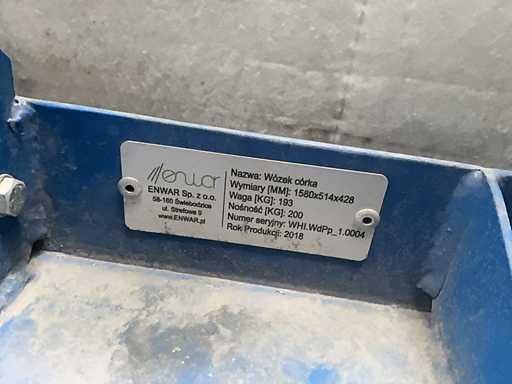 enwar
ENWAR Sp. z o.o.
58-160 Świebodzice
ul. Strefowa 9
www.ENWAR.pl
Nazwa: Wózek córka
Wymiary [MM]: 1580x514x428
Waga [KG]: 193
Nośność [KG]: 200
Numer seryjny: WHI.WdPp_1.0004
Rok Produkcji: 2018